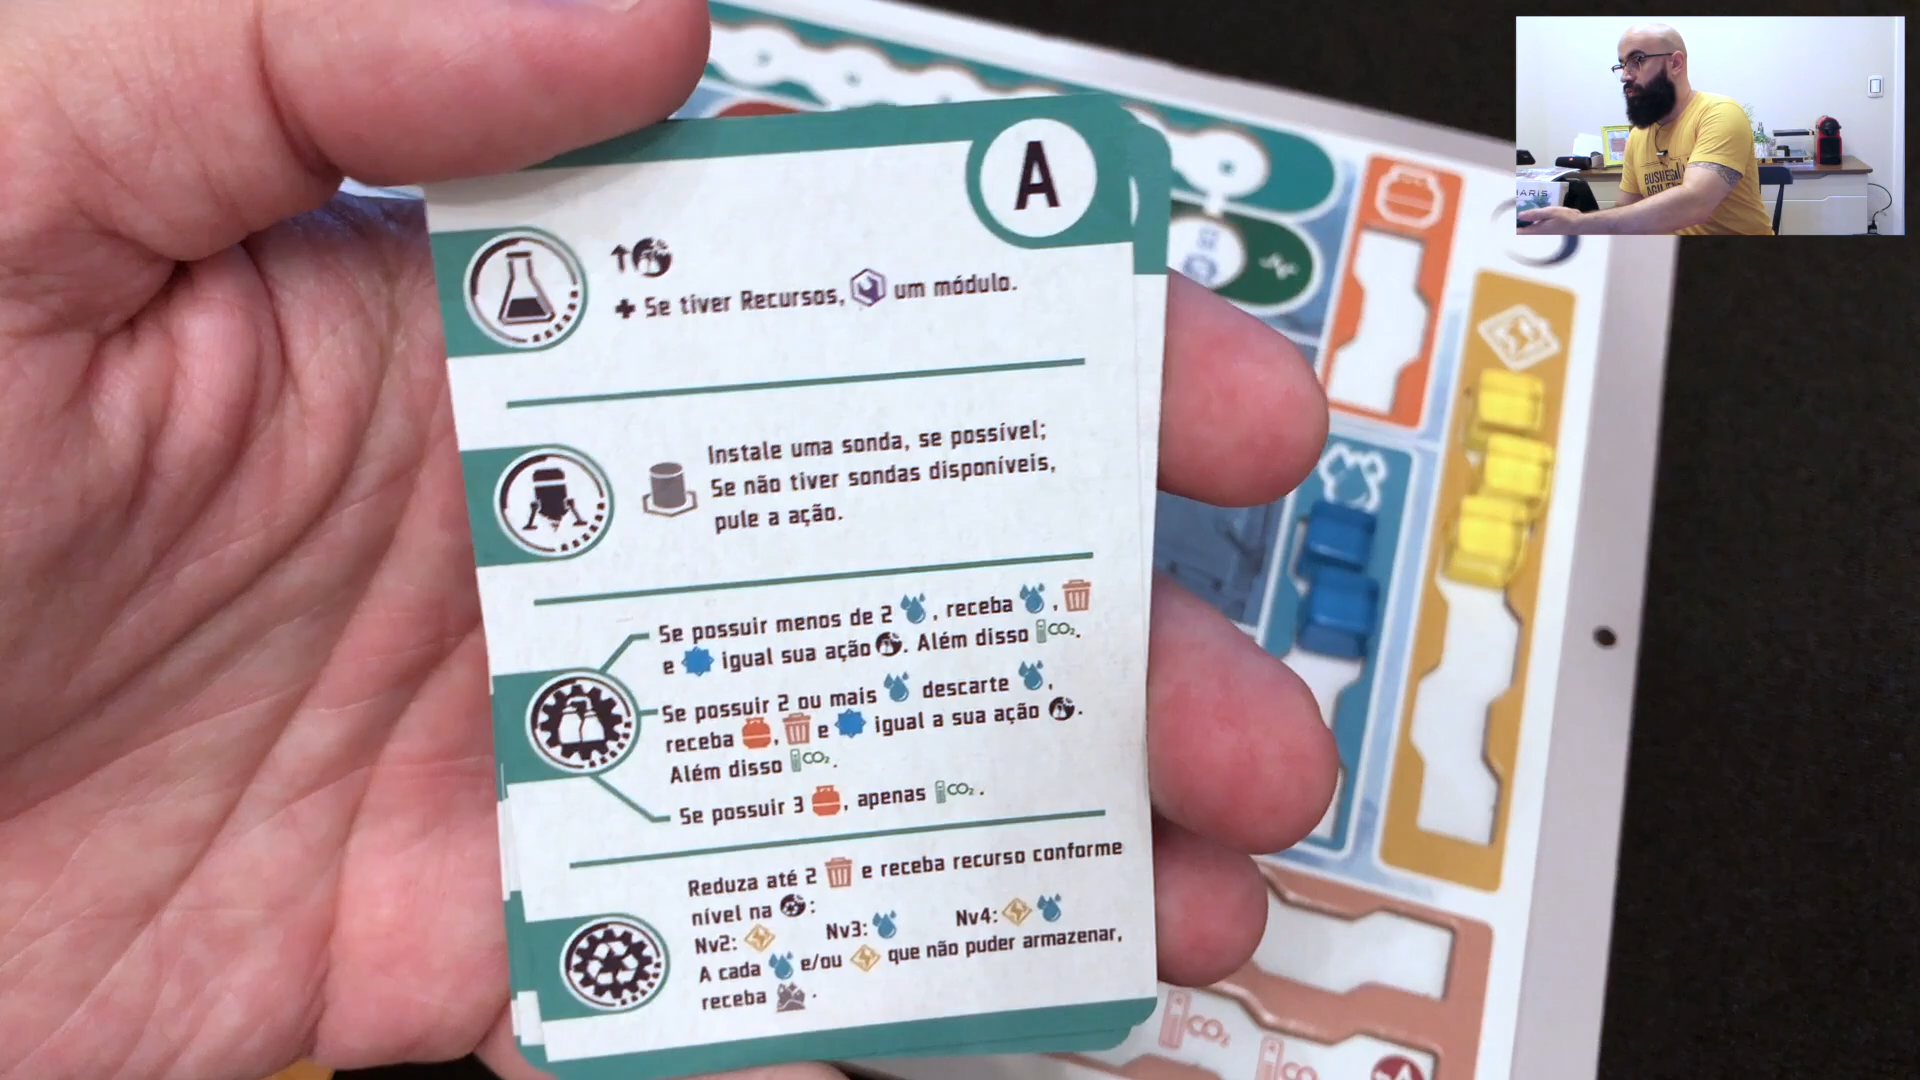 A
+ Se tiver Recursos, um módulo.
Instale uma sonda, se possível;
Se não tiver sondas disponíveis,
pule a ação.
Se possuir menos de 2 , receba ,
e igual sua ação . Além disso CO₂.
Se possuir 2 ou mais descarte ,
receba , e igual a sua ação .
Além disso CO₂.
Se possuir 3 , apenas CO₂.
Reduza até 2 e receba recurso conforme
nível na :
Nv2: Nv3: Nv4:
A cada e/ou que não puder armazenar,
receba .
CO₂
BUSINESS
AGILITY